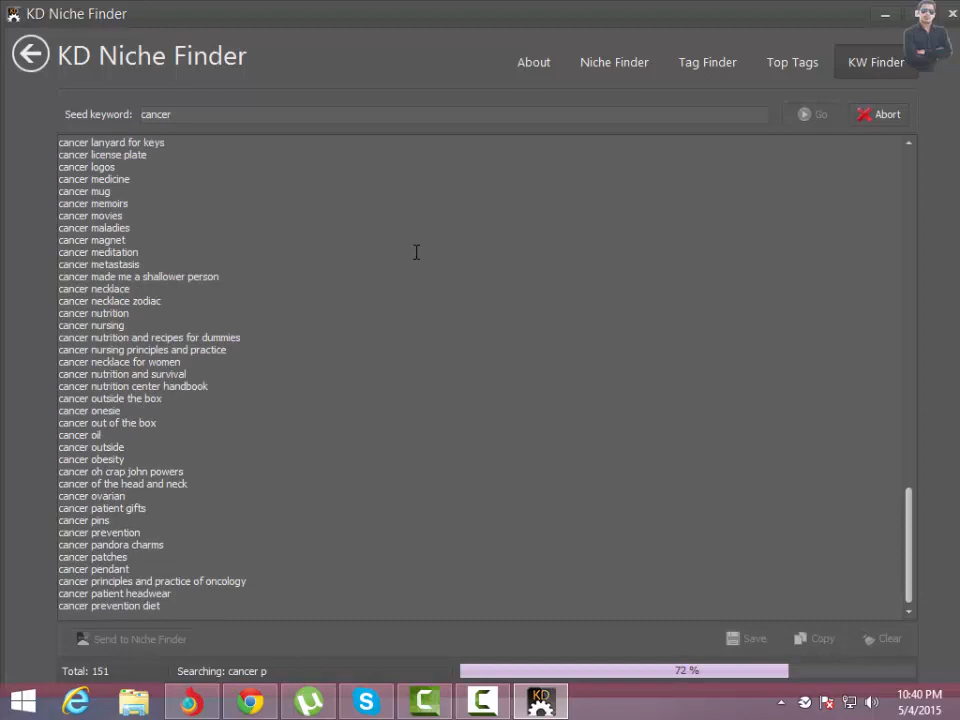 KD Niche Finder
KD Niche Finder
About Niche Finder Tag Finder Top Tags KW Finder
Seed keyword: cancer Go Abort
cancer lanyard for keys
cancer license plate
cancer logos
cancer medicine
cancer mug
cancer memoirs
cancer movies
cancer maladies
cancer magnet
cancer meditation
cancer metastasis
cancer made me a shallower person
cancer necklace
cancer necklace zodiac
cancer nutrition
cancer nursing
cancer nutrition and recipes for dummies
cancer nursing principles and practice
cancer necklace for women
cancer nutrition and survival
cancer nutrition center handbook
cancer outside the box
cancer onesie
cancer out of the box
cancer oil
cancer outside
cancer obesity
cancer oh crap john powers
cancer of the head and neck
cancer ovarian
cancer patient gifts
cancer pins
cancer prevention
cancer pandora charms
cancer patches
cancer pendant
cancer principles and practice of oncology
cancer patient headwear
cancer prevention diet
Send to Niche Finder Save Copy Clear
Total: 151 Searching: cancer p 72 %
KD
10:40 PM
5/4/2015